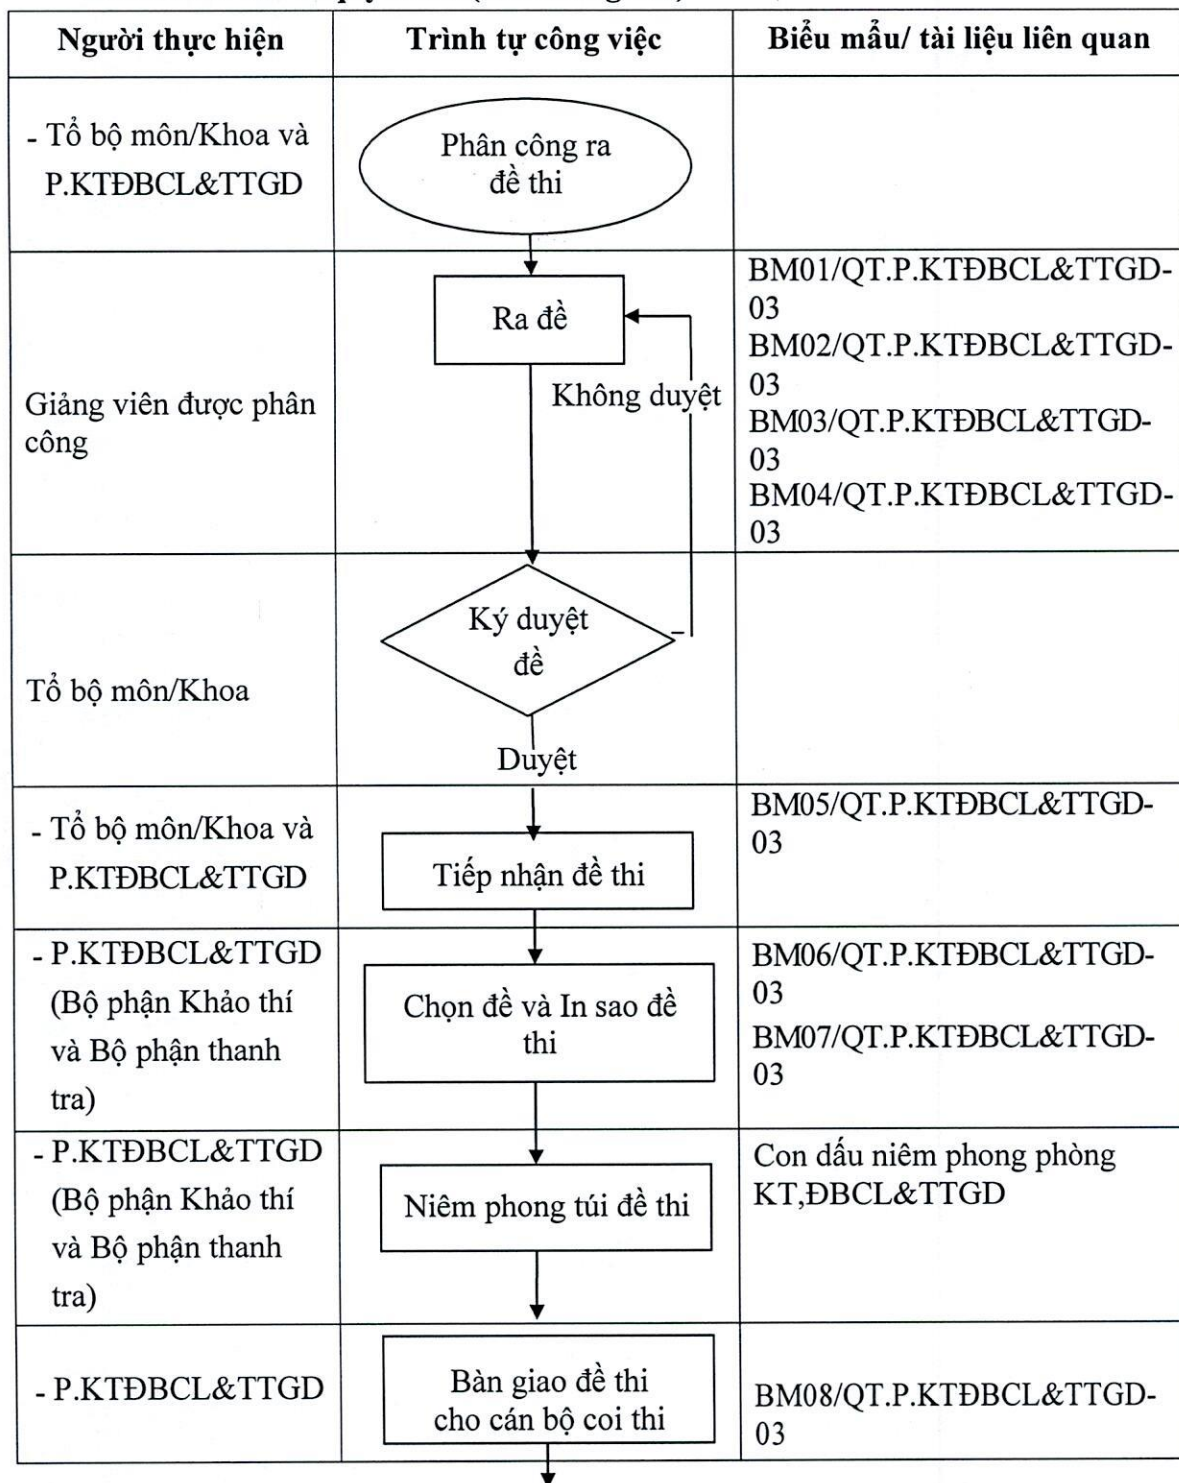 Người thực hiện
Trình tự công việc
Biểu mẫu/ tài liệu liên quan
- Tổ bộ môn/Khoa và
P.KTĐBCL&TTGD
Phân công ra
đề thi
Giảng viên được phân
công
Ra đề
Không duyệt
BM01/QT.P.KTĐBCL&TTGD-
03
BM02/QT.P.KTĐBCL&TTGD-
03
BM03/QT.P.KTĐBCL&TTGD-
03
BM04/QT.P.KTĐBCL&TTGD-
03
Tổ bộ môn/Khoa
Ký duyệt
đề
Duyệt
- Tổ bộ môn/Khoa và
P.KTĐBCL&TTGD
Tiếp nhận đề thi
BM05/QT.P.KTĐBCL&TTGD-
03
- P.KTĐBCL&TTGD
(Bộ phận Khảo thí
và Bộ phận thanh
tra)
Chọn đề và In sao đề
thi
BM06/QT.P.KTĐBCL&TTGD-
03
BM07/QT.P.KTĐBCL&TTGD-
03
- P.KTĐBCL&TTGD
(Bộ phận Khảo thí
và Bộ phận thanh
tra)
Niêm phong túi đề thi
Con dấu niêm phong phòng
KT,ĐBCL&TTGD
- P.KTĐBCL&TTGD
Bàn giao đề thi
cho cán bộ coi thi
BM08/QT.P.KTĐBCL&TTGD-
03